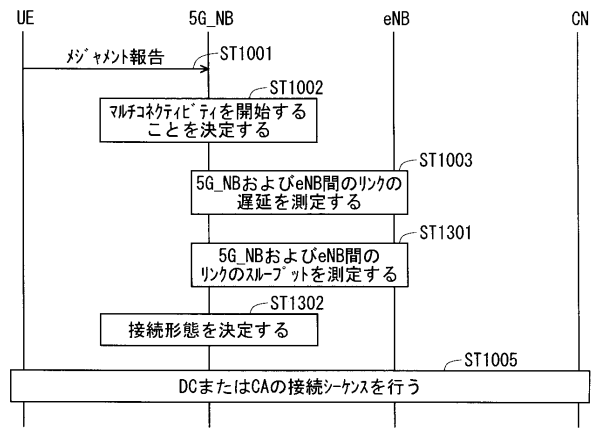 UE 5G_NB eNB CN
ﾒｼﾞｬﾒﾝﾄ報告
ST1001
ST1002
ﾏﾙﾁｺﾈｸﾃｨﾋﾞﾃｨを開始する
ことを決定する
ST1003
5G_NBおよびeNB間のﾘﾝｸの
遅延を測定する
ST1301
5G_NBおよびeNB間の
ﾘﾝｸのｽﾙｰﾌﾟｯﾄを測定する
ST1302
接続形態を決定する
ST1005
DCまたはCAの接続ｼｰｹﾝｽを行う